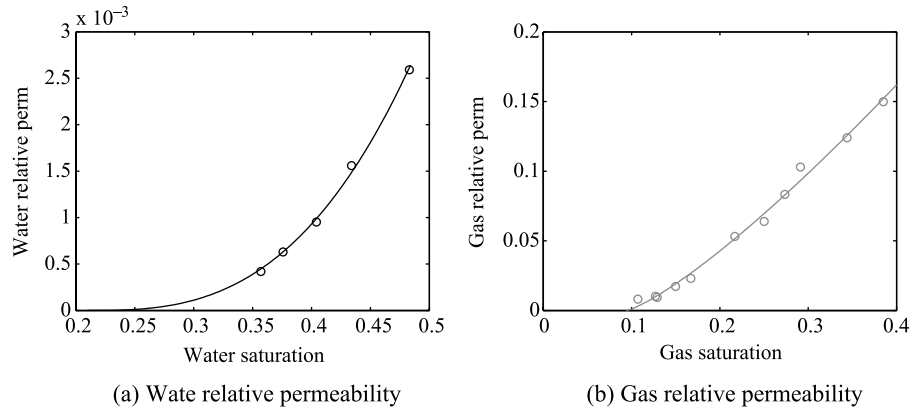 x 10⁻³
3
2.5
2
1.5
1
0.5
0
0.2 0.25 0.3 0.35 0.4 0.45 0.5
Water relative perm
Water saturation
(a) Wate relative permeability
0.2
0.15
0.1
0.05
0
0 0.1 0.2 0.3 0.4
Gas relative perm
Gas saturation
(b) Gas relative permeability